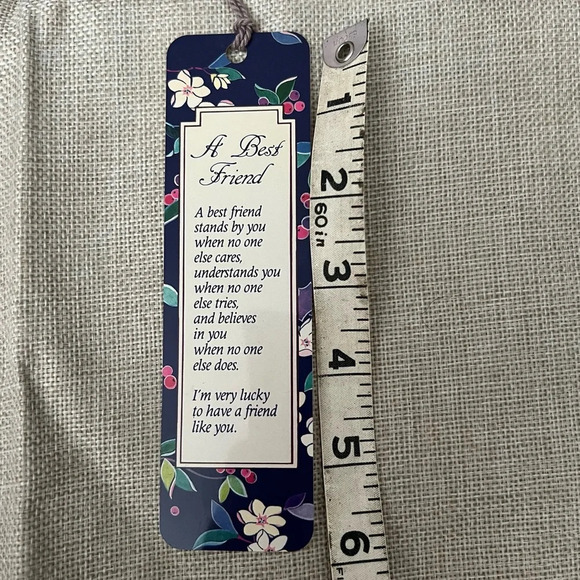 A Best
Friend
A best friend
stands by you
when no one
else cares,
understands you
when no one
else tries,
and believes
in you
when no one
else does.
I'm very lucky
to have a friend
like you.
1
2
60 in
3
4
5
6